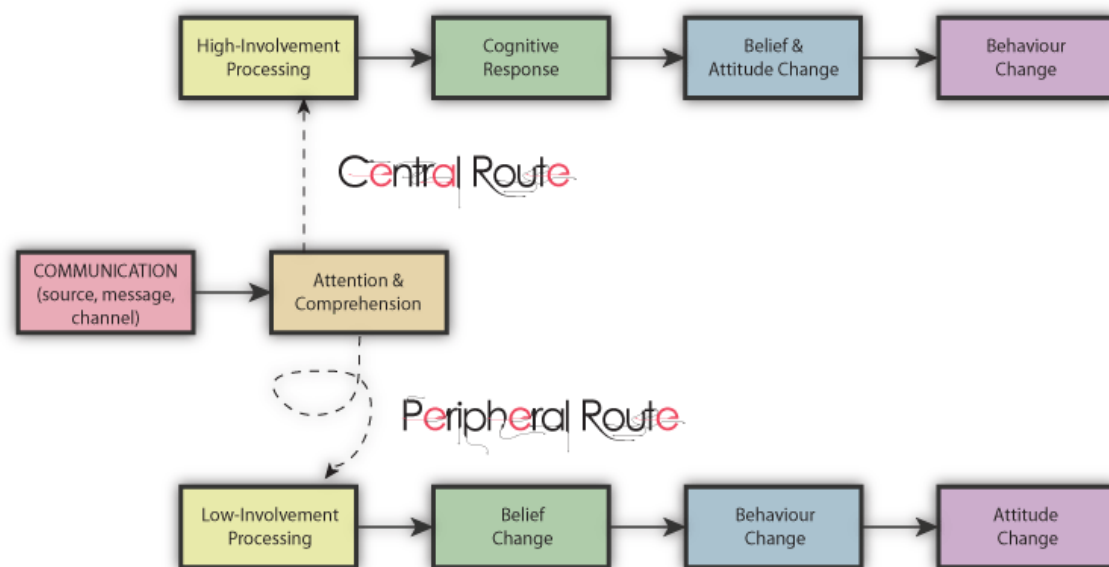 High-Involvement
Processing
Cognitive
Response
Belief &
Attitude Change
Behaviour
Change
Central Route
COMMUNICATION
(source, message,
channel)
Attention &
Comprehension
Peripheral Route
Low-Involvement
Processing
Belief
Change
Behaviour
Change
Attitude
Change